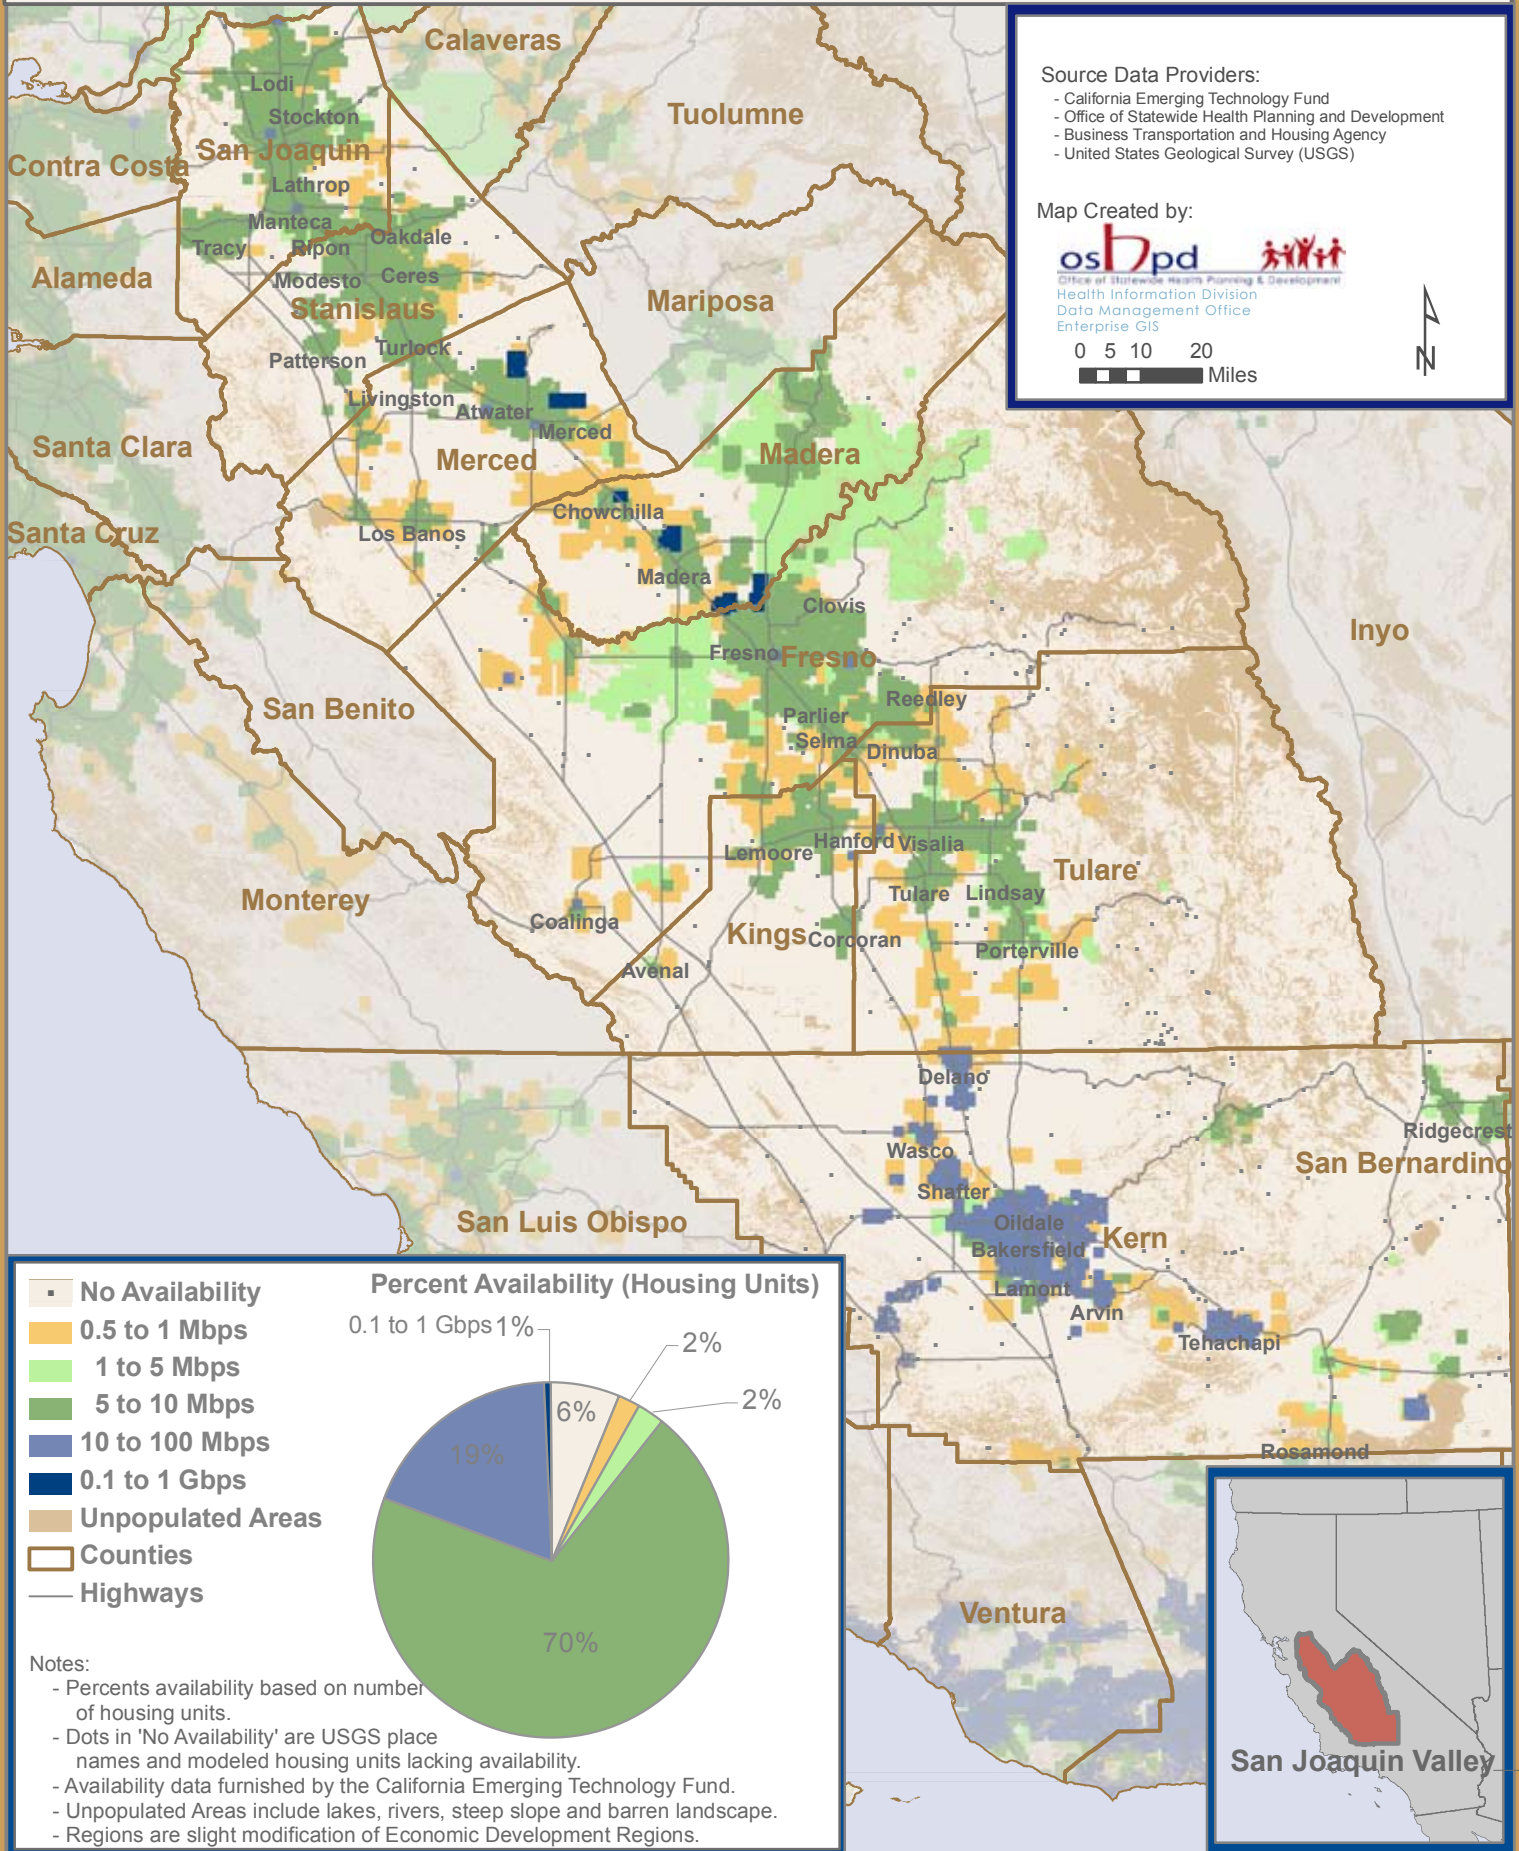 Calaveras
Tuolumne
Lodi
Stockton
San Joaquin
Contra Costa
Lathrop
Manteca
Tracy
Ripon
Oakdale
Alameda
Modesto
Ceres
Stanislaus
Mariposa
Patterson
Turlock
Livingston
Atwater
Merced
Santa Clara
Merced
Madera
Chowchilla
Santa Cruz
Los Banos
Madera
Clovis
Inyo
Fresno
Fresno
Reedley
San Benito
Parlier
Selma
Dinuba
Hanford
Visalia
Lemoore
Tulare
Monterey
Tulare
Lindsay
Coalinga
Kings
Corcoran
Porterville
Avenal
Delano
Ridgecrest
Wasco
San Bernardino
Shafter
San Luis Obispo
Oildale
Kern
Bakersfield
Lamont
Arvin
Tehachapi
Rosamond
Ventura
Source Data Providers:
- California Emerging Technology Fund
- Office of Statewide Health Planning and Development
- Business Transportation and Housing Agency
- United States Geological Survey (USGS)
Map Created by:
oshpd
Office of Statewide Health Planning & Development
Health Information Division
Data Management Office
Enterprise GIS
0 5 10 20
Miles
N
No Availability
0.5 to 1 Mbps
1 to 5 Mbps
5 to 10 Mbps
10 to 100 Mbps
0.1 to 1 Gbps
Unpopulated Areas
Counties
Highways
Percent Availability (Housing Units)
0.1 to 1 Gbps 1%
2%
2%
6%
19%
70%
Notes:
- Percents availability based on number
of housing units.
- Dots in 'No Availability' are USGS place
names and modeled housing units lacking availability.
- Availability data furnished by the California Emerging Technology Fund.
- Unpopulated Areas include lakes, rivers, steep slope and barren landscape.
- Regions are slight modification of Economic Development Regions.
San Joaquin Valley